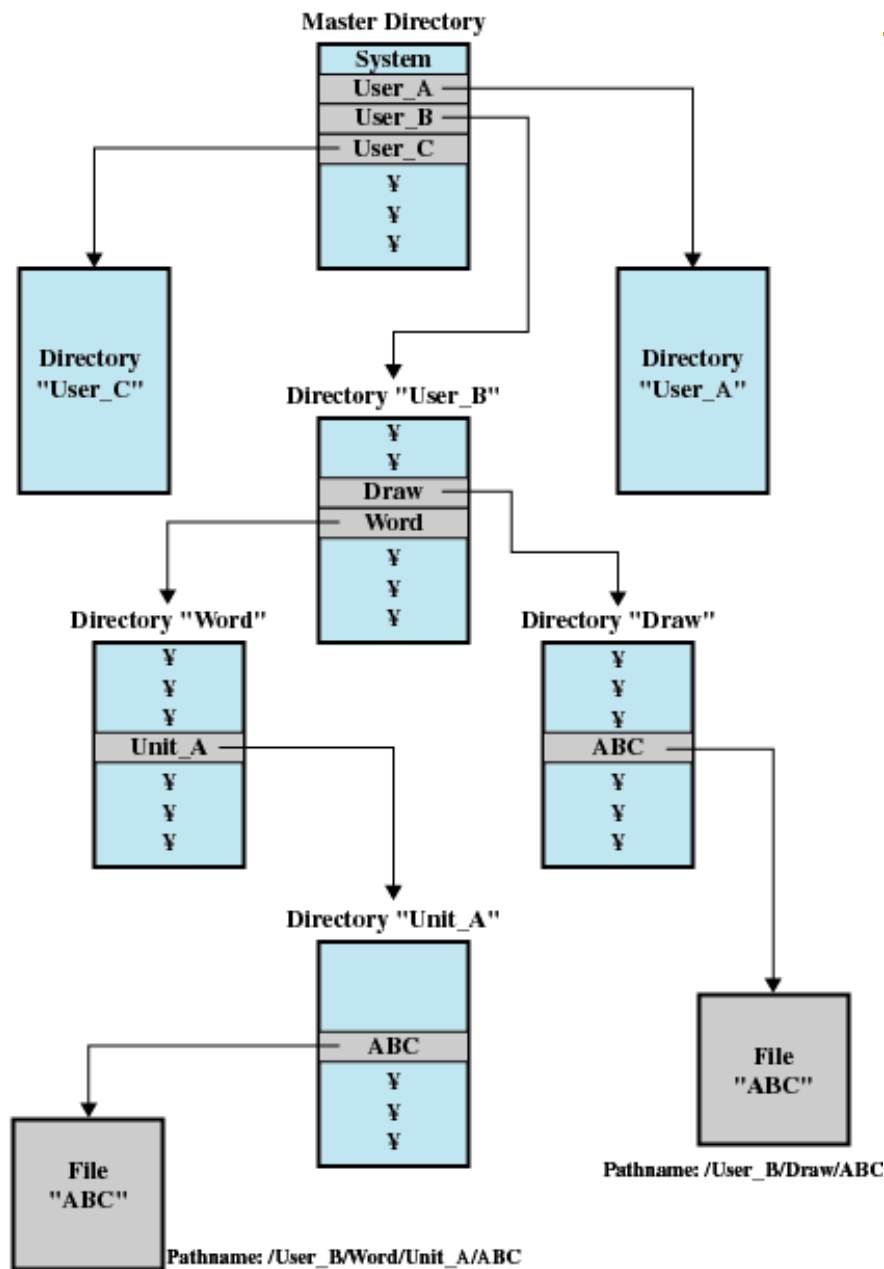 Master Directory
System
User_A
User_B
User_C
¥
¥
¥
Directory
"User_C"
Directory
"User_A"
Directory "User_B"
¥
¥
Draw
Word
¥
¥
¥
Directory "Word"
¥
¥
¥
Unit_A
¥
¥
¥
Directory "Draw"
¥
¥
¥
ABC
¥
¥
¥
Directory "Unit_A"
ABC
¥
¥
¥
File
"ABC"
Pathname: /User_B/Draw/ABC
File
"ABC"
Pathname: /User_B/Word/Unit_A/ABC